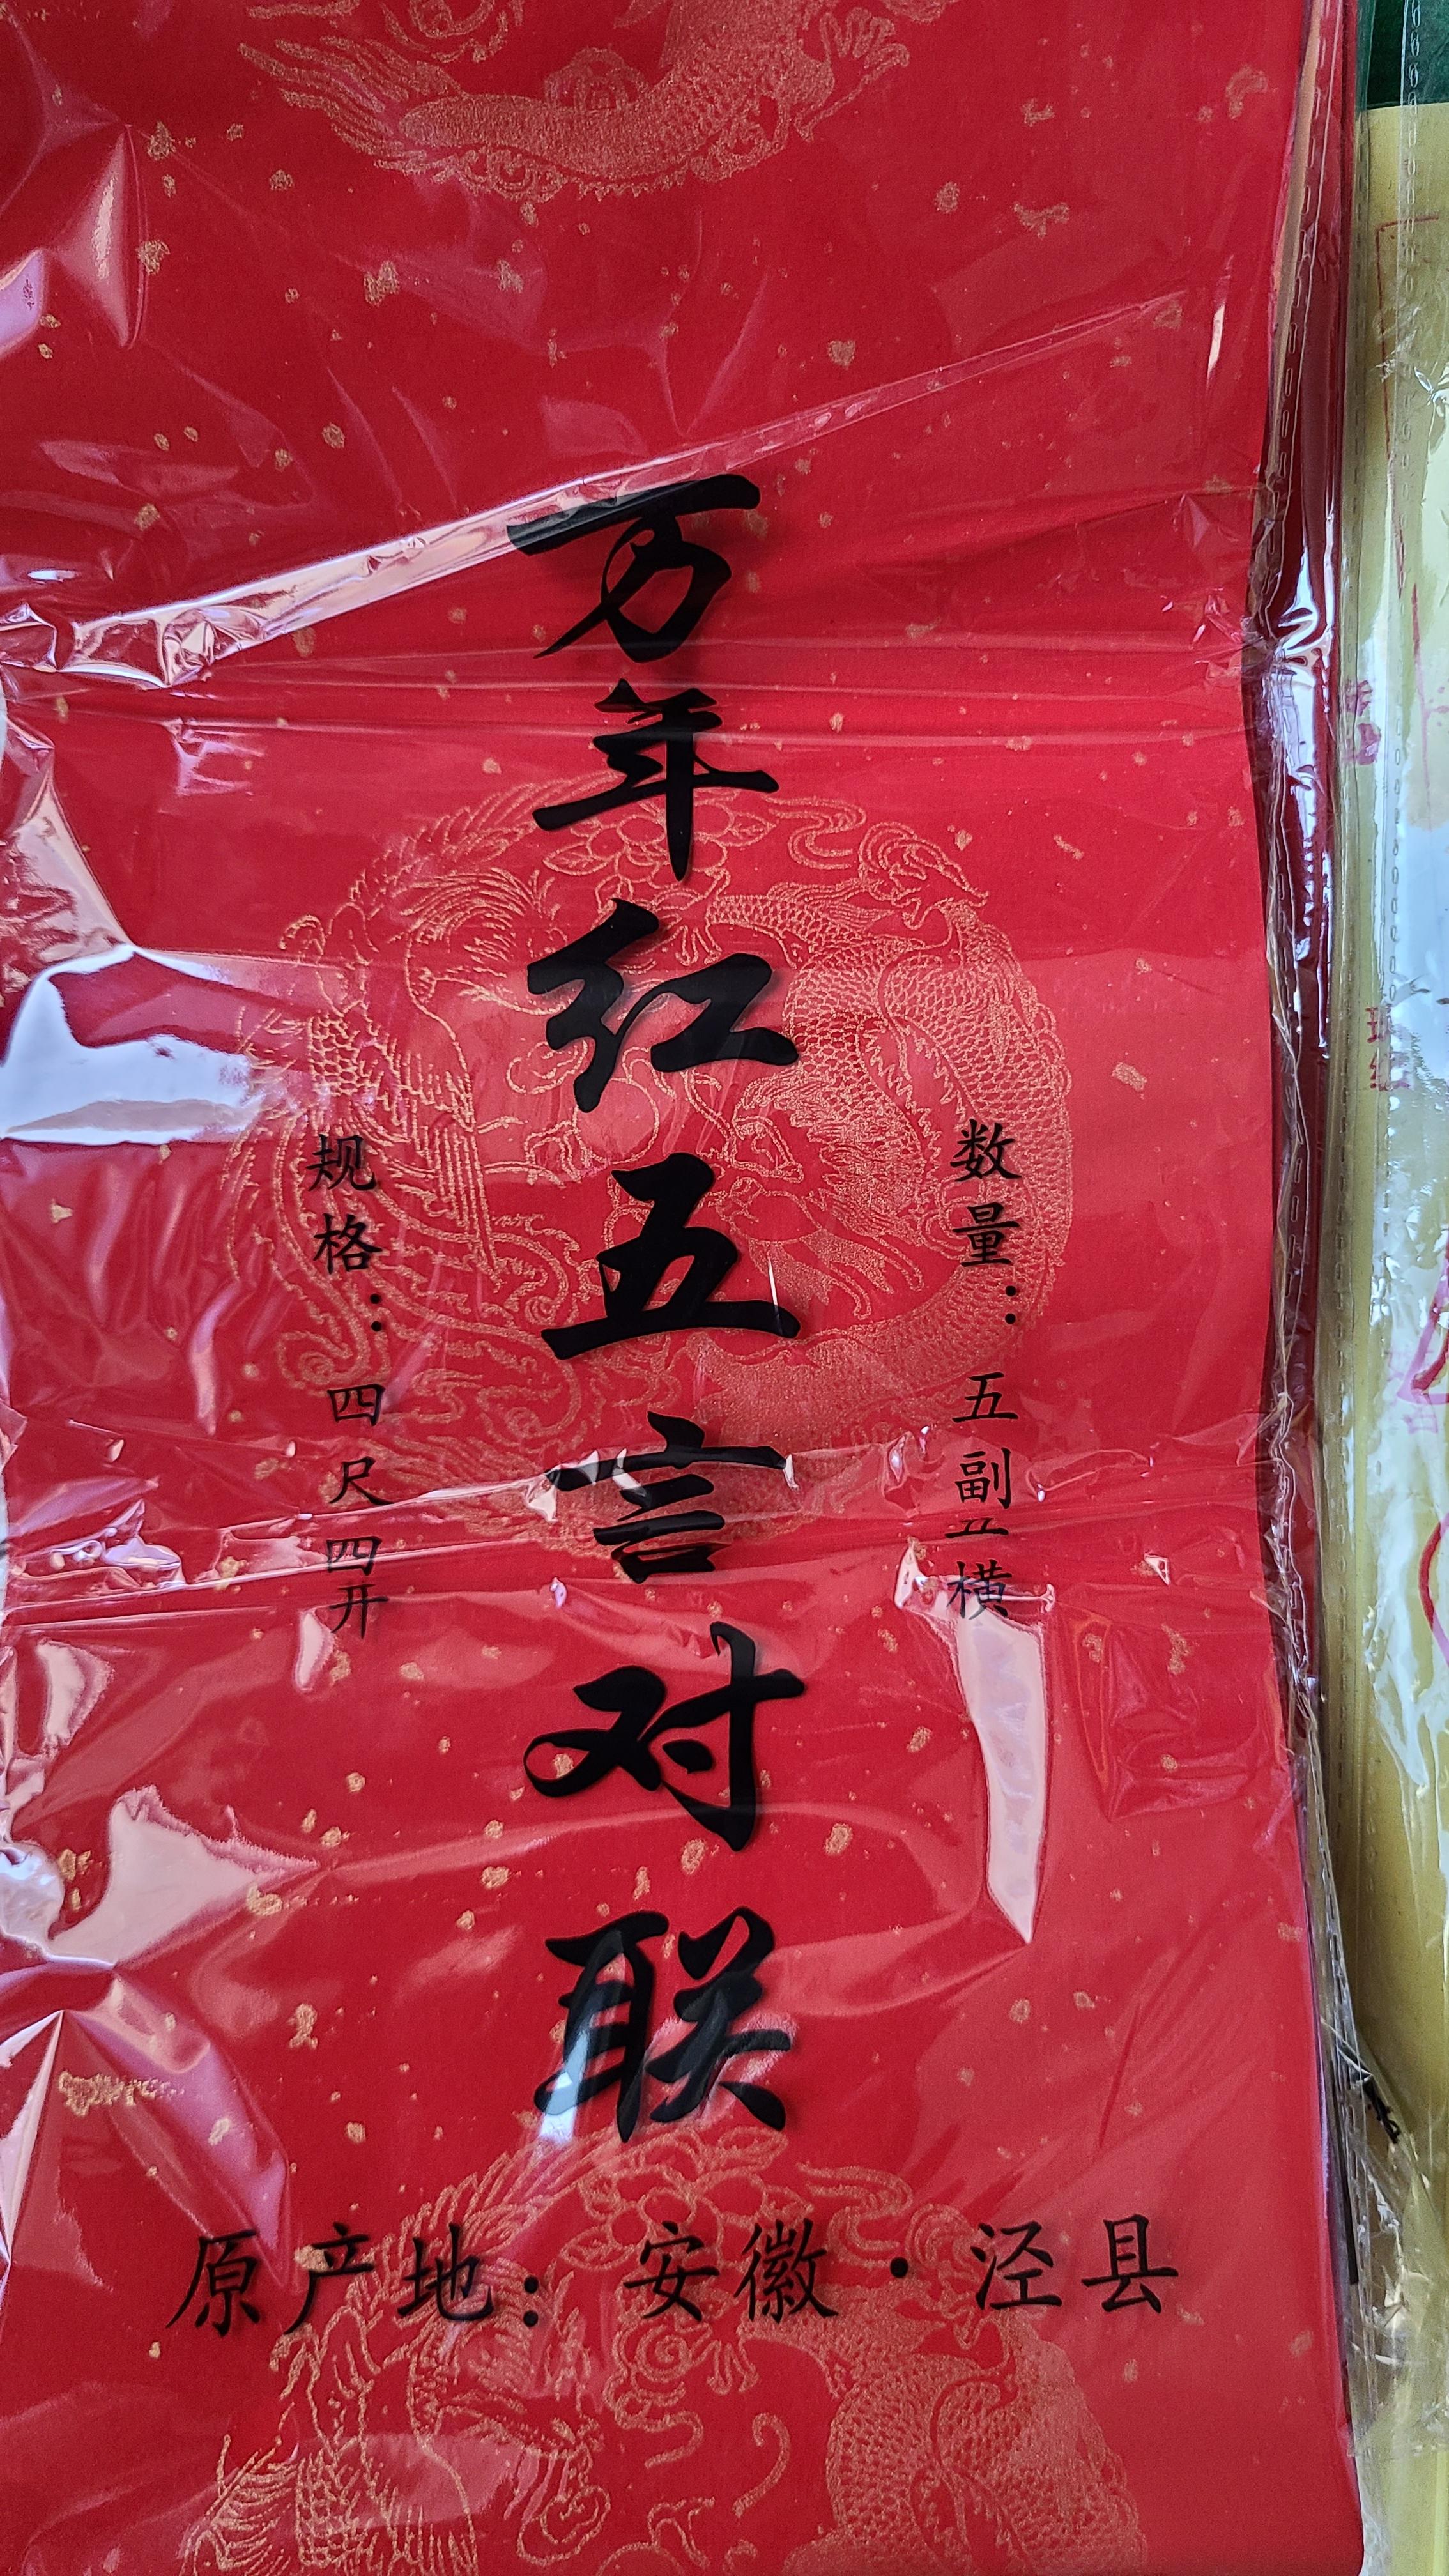 万年红五言对联
数量：五副五横
规格：四尺四开
原产地：安徽·泾县